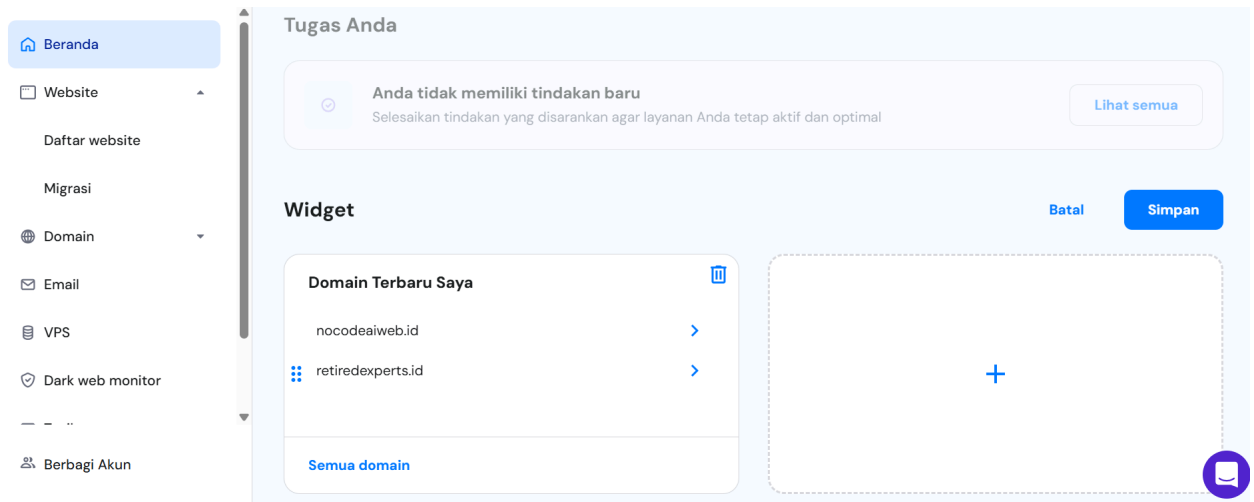 Beranda
Website
Daftar website
Migrasi
Domain
Email
VPS
Dark web monitor
Berbagi Akun
Tugas Anda
Anda tidak memiliki tindakan baru
Selesaikan tindakan yang disarankan agar layanan Anda tetap aktif dan optimal
Lihat semua
Widget
Batal
Simpan
Domain Terbaru Saya
nocodeaiweb.id
retiredexperts.id
Semua domain